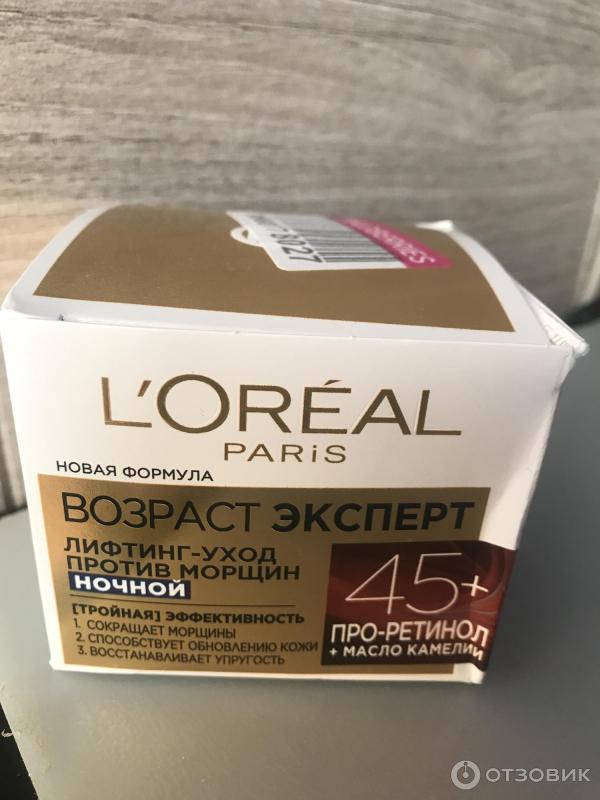 8027
L'ORÉAL
PARIS
НОВАЯ ФОРМУЛА
ВОЗРАСТ ЭКСПЕРТ
ЛИФТИНГ-УХОД
ПРОТИВ МОРЩИН
НОЧНОЙ
[ТРОЙНАЯ] ЭФФЕКТИВНОСТЬ
1. СОКРАЩАЕТ МОРЩИНЫ
2. СПОСОБСТВУЕТ ОБНОВЛЕНИЮ КОЖИ
3. ВОССТАНАВЛИВАЕТ УПРУГОСТЬ
45+
ПРО-РЕТИНОЛ
+ МАСЛО КАМЕЛИИ
ОТЗОВИК